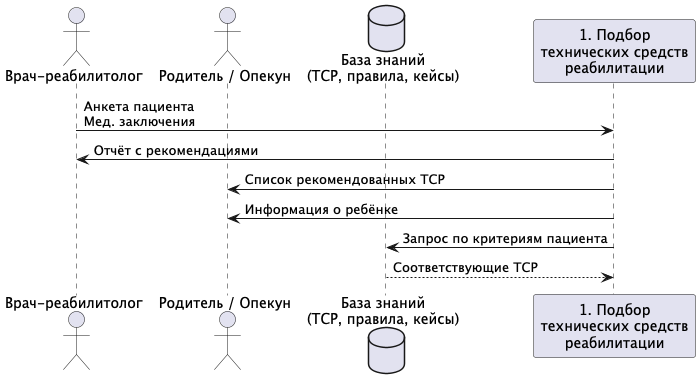 Врач-реабилитолог
Родитель / Опекун
База знаний
(ТСР, правила, кейсы)
1. Подбор
технических средств
реабилитации
Анкета пациента
Мед. заключения
Отчёт с рекомендациями
Список рекомендованных ТСР
Информация о ребёнке
Запрос по критериям пациента
Соответствующие ТСР
Врач-реабилитолог
Родитель / Опекун
База знаний
(ТСР, правила, кейсы)
1. Подбор
технических средств
реабилитации